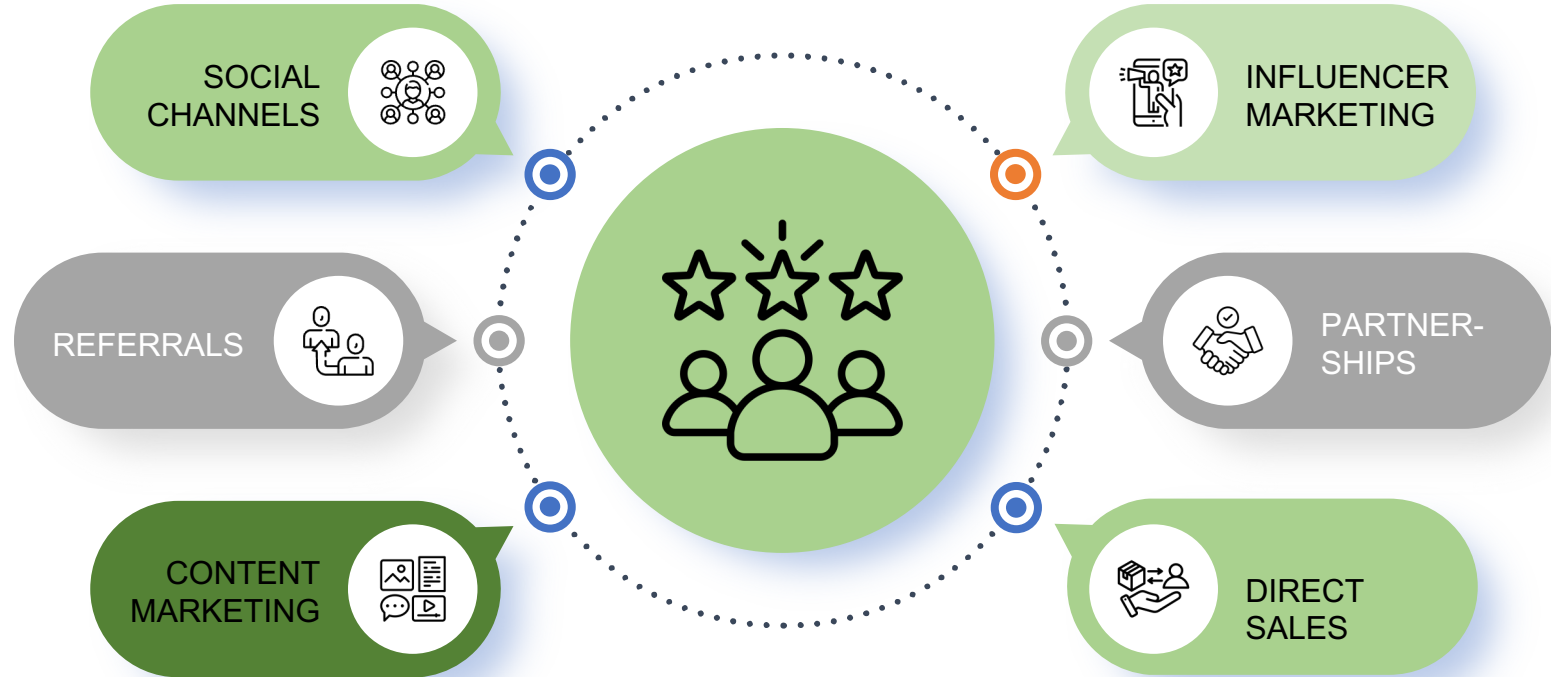 SOCIAL
CHANNELS
INFLUENCER
MARKETING
REFERRALS
PARTNER-
SHIPS
CONTENT
MARKETING
DIRECT
SALES